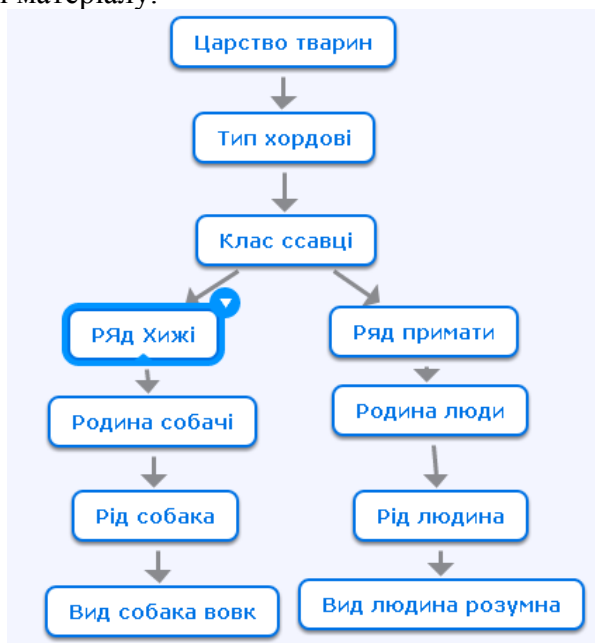 і матеріалу.
Царство тварин
Тип хордові
Клас ссавці
РЯд Хижі
Ряд примати
Родина собачі
Родина люди
Рід собака
Рід людина
Вид собака вовк
Вид людина розумна